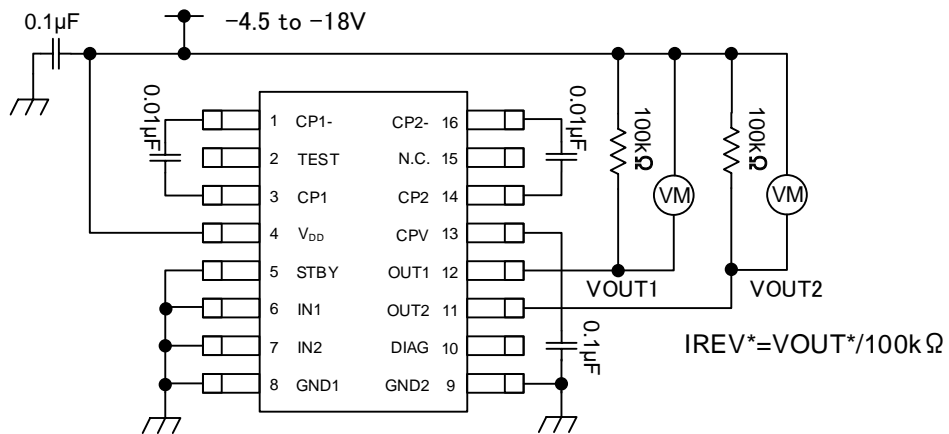 0.1μF
−4.5 to −18V
0.01μF
1 CP1-
2 TEST
3 CP1
4 VDD
5 STBY
6 IN1
7 IN2
8 GND1
CP2- 16
N.C. 15
CP2 14
CPV 13
OUT1 12
OUT2 11
DIAG 10
GND2 9
0.01μF
0.1μF
100kΩ
VM
100kΩ
VM
VOUT1
VOUT2
IREV*=VOUT*/100kΩ